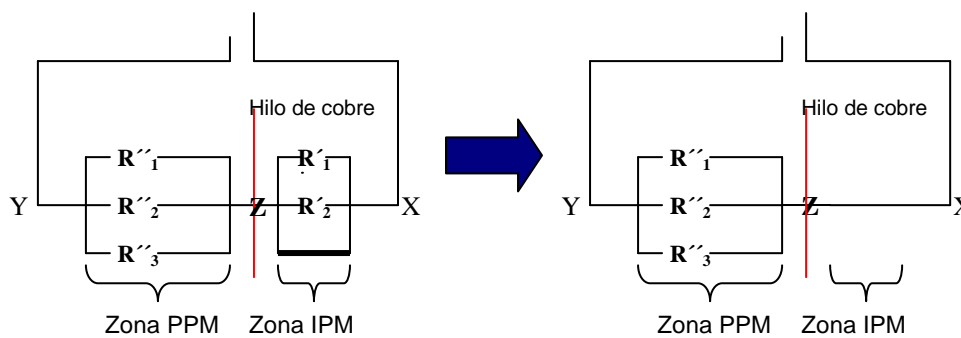 Hilo de cobre
R´´1 R´1
Y R´´2 Z R´2 X
R´´3
Zona PPM Zona IPM
Hilo de cobre
R´´1
Y R´´2 Z X
R´´3
Zona PPM Zona IPM